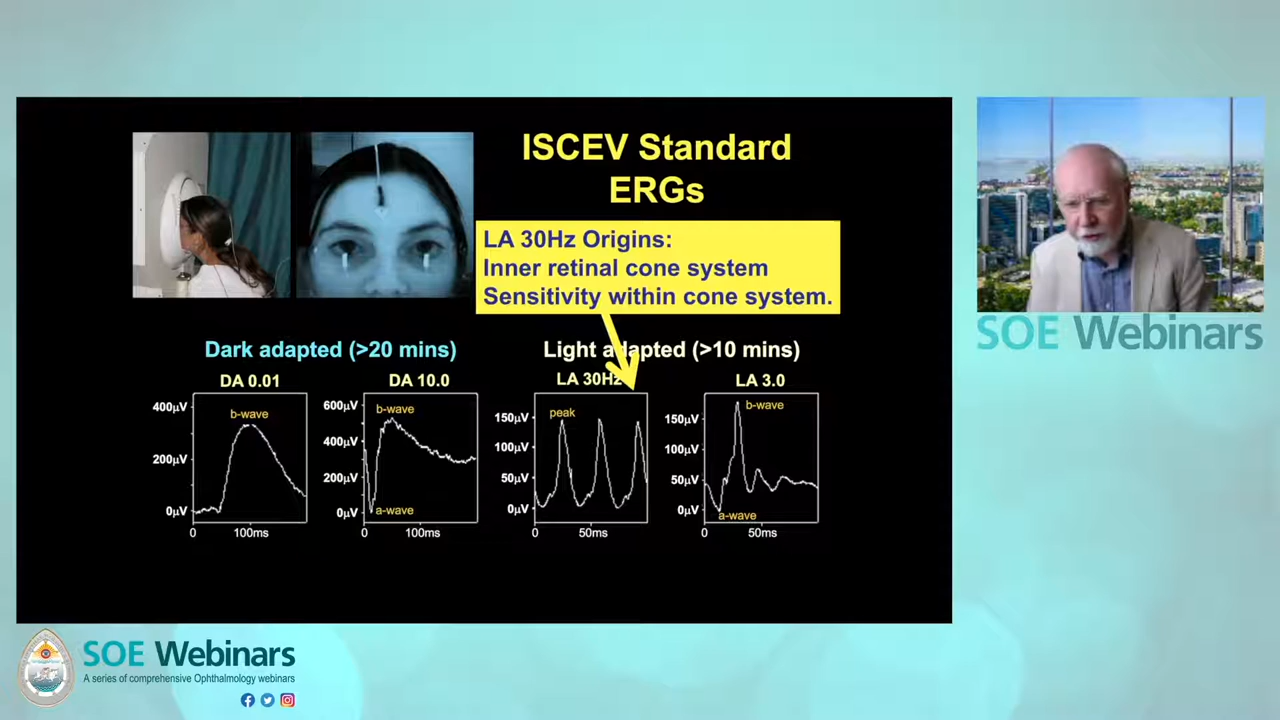 ISCEV Standard
ERGs
LA 30Hz Origins:
Inner retinal cone system
Sensitivity within cone system.
Dark adapted (>20 mins)
Light adapted (>10 mins)
DA 0.01
DA 10.0
LA 30Hz
LA 3.0
400µV
200µV
0µV
b-wave
0
100ms
600µV
400µV
200µV
0µV
b-wave
a-wave
0
100ms
150µV
100µV
50µV
0µV
peak
0
50ms
150µV
100µV
50µV
0µV
b-wave
a-wave
0
50ms
SOE Webinars
SOE Webinars
A series of comprehensive Ophthalmology webinars